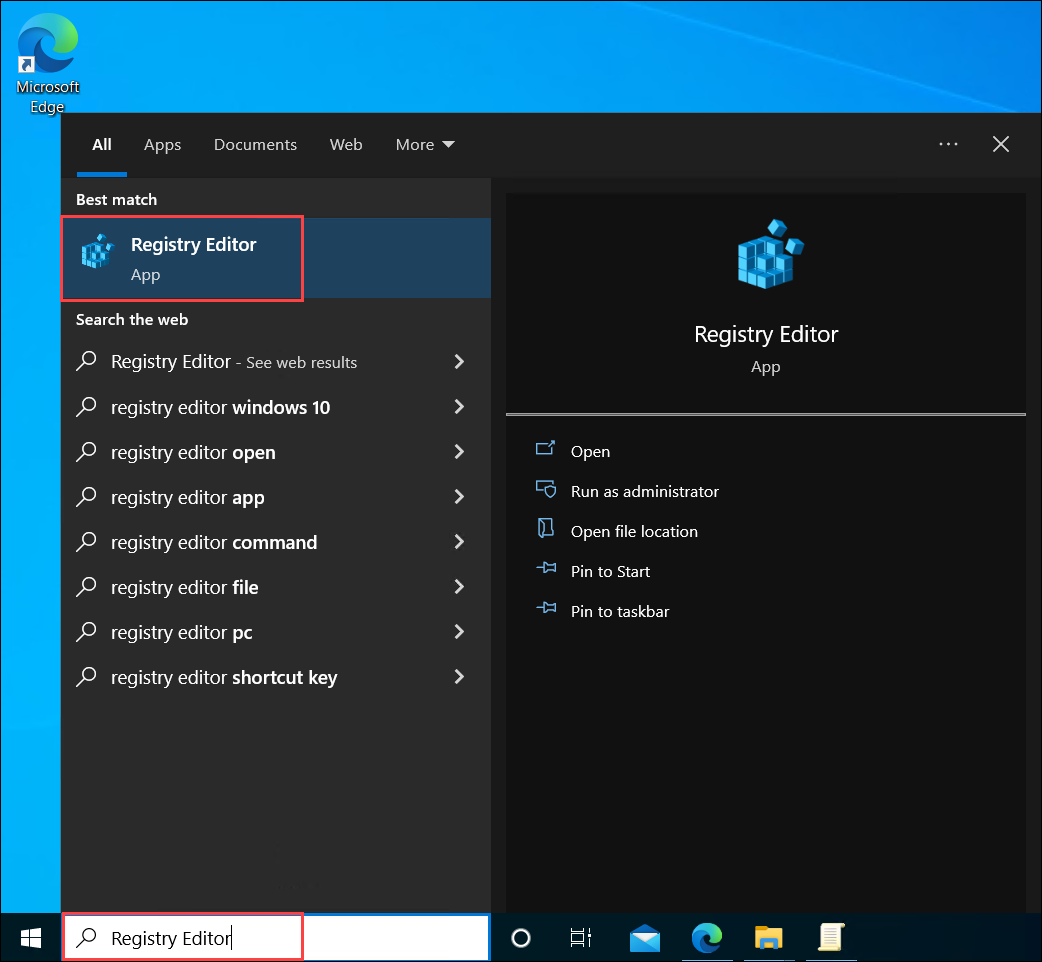 Microsoft
Edge
All Apps Documents Web More
Best match
Registry Editor
App
Search the web
Registry Editor - See web results
registry editor windows 10
registry editor open
registry editor app
registry editor command
registry editor file
registry editor pc
registry editor shortcut key
Registry Editor
App
Open
Run as administrator
Open file location
Pin to Start
Pin to taskbar
Registry Editor